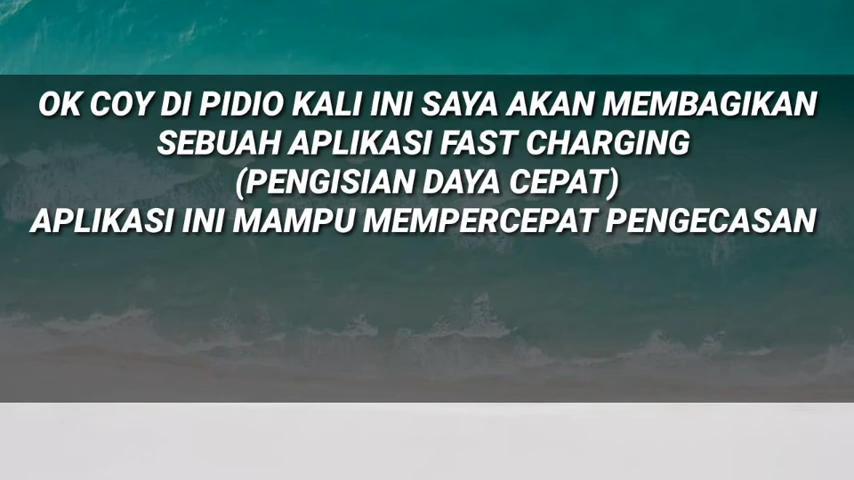 OK COY DI PIDIO KALI INI SAYA AKAN MEMBAGIKAN
SEBUAH APLIKASI FAST CHARGING
(PENGISIAN DAYA CEPAT)
APLIKASI INI MAMPU MEMPERCEPAT PENGECASAN